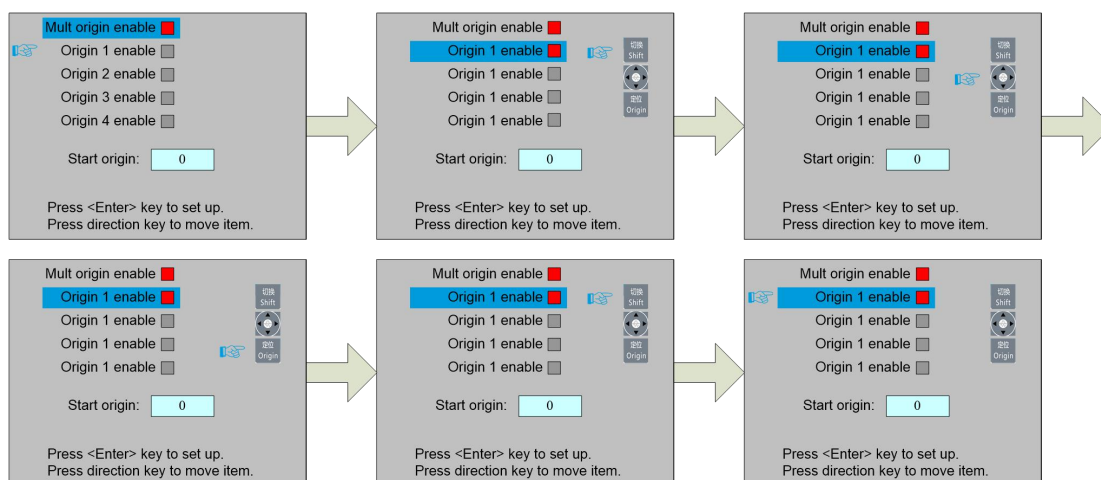 Mult origin enable
Origin 1 enable
Origin 2 enable
Origin 3 enable
Origin 4 enable
Start origin: 0
Press <Enter> key to set up.
Press direction key to move item.
Mult origin enable
Origin 1 enable
Origin 1 enable
Origin 1 enable
Origin 1 enable
切换
Shift
定位
Origin
Start origin: 0
Press <Enter> key to set up.
Press direction key to move item.
Mult origin enable
Origin 1 enable
Origin 1 enable
Origin 1 enable
Origin 1 enable
切换
Shift
定位
Origin
Start origin: 0
Press <Enter> key to set up.
Press direction key to move item.
Mult origin enable
Origin 1 enable
Origin 1 enable
Origin 1 enable
Origin 1 enable
切换
Shift
定位
Origin
Start origin: 0
Press <Enter> key to set up.
Press direction key to move item.
Mult origin enable
Origin 1 enable
Origin 1 enable
Origin 1 enable
Origin 1 enable
切换
Shift
定位
Origin
Start origin: 0
Press <Enter> key to set up.
Press direction key to move item.
Mult origin enable
Origin 1 enable
Origin 1 enable
Origin 1 enable
Origin 1 enable
切换
Shift
定位
Origin
Start origin: 0
Press <Enter> key to set up.
Press direction key to move item.